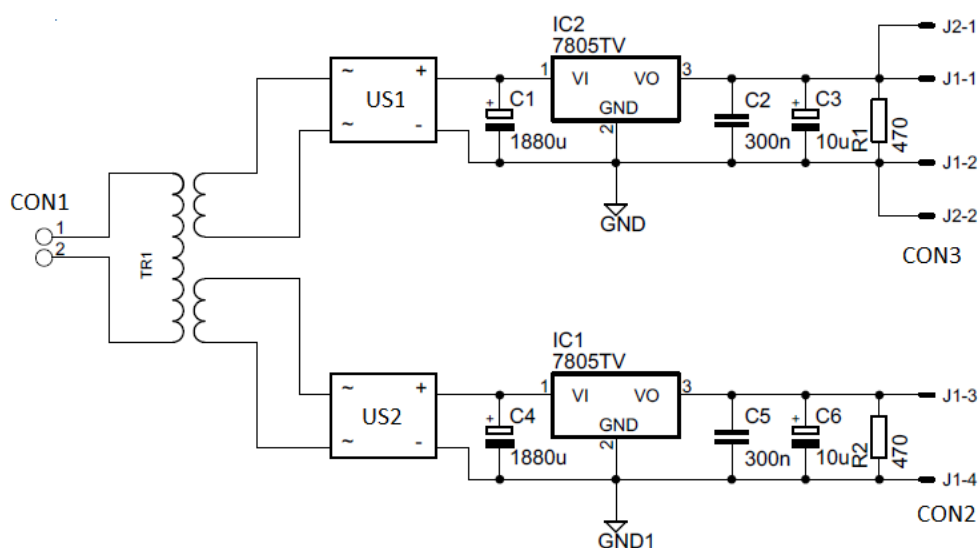 IC2
7805TV
J2-1
~
+
1
VI
VO
3
J1-1
US1
C1
+
C2
C3
+
GND
~
-
1880u
2
300n
10u
R1
470
J1-2
CON1
1
2
TR1
GND
J2-2
CON3
IC1
7805TV
~
+
1
VI
VO
3
J1-3
US2
C4
+
C5
C6
+
GND
~
-
1880u
2
300n
10u
R2
470
J1-4
GND1
CON2